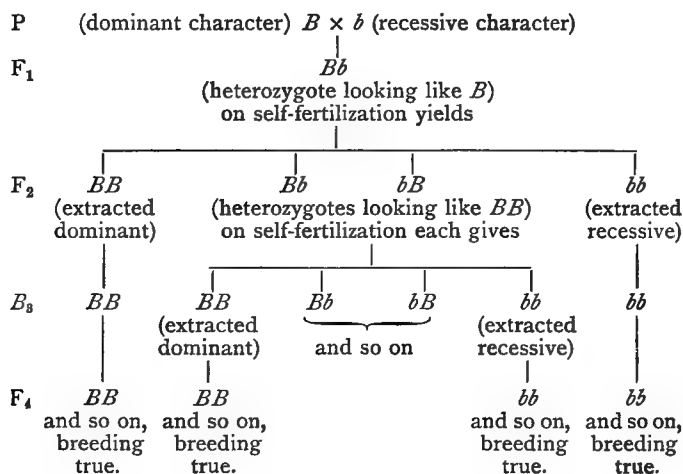 P (dominant character) B × b (recessive character)
F₁ Bb
(heterozygote looking like B)
on self-fertilization yields
F₂ BB Bb bB bb
(extracted (heterozygotes looking like BB) (extracted
dominant) on self-fertilization each gives recessive)
B₃ BB BB Bb bB bb bb
(extracted and so on (extracted
dominant) recessive)
F₄ BB BB bb bb
and so on, and so on, and so on, and so on,
breeding breeding breeding breeding
true. true. true. true.